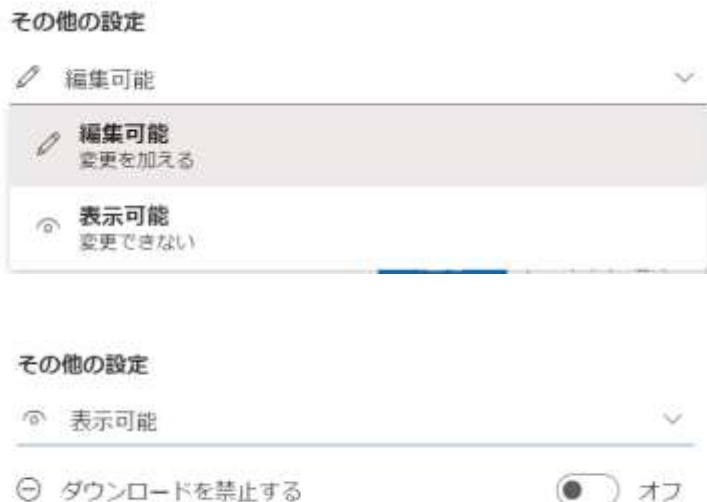 その他の設定
編集可能
編集可能
変更を加える
表示可能
変更できない
その他の設定
表示可能
ダウンロードを禁止する オフ